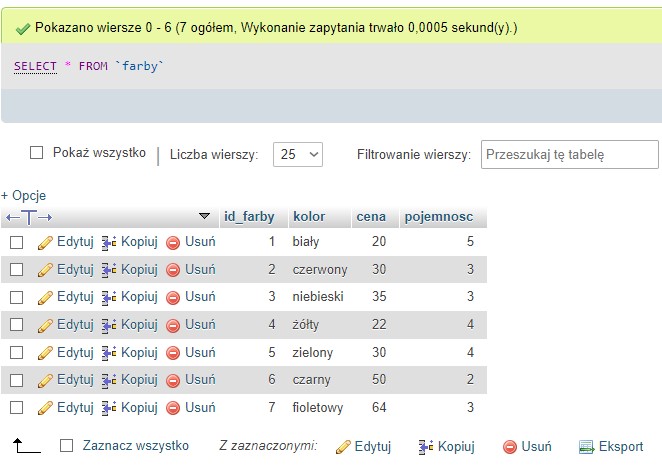 Pokazano wiersze 0 - 6 (7 ogółem, Wykonanie zapytania trwało 0,0005 sekund(y).)
SELECT * FROM `farby`
Pokaż wszystko | Liczba wierszy: 25 Filtrowanie wierszy: Przeszukaj tę tabelę
+ Opcje
←T→ id_farby kolor cena pojemnosc
Edytuj Kopiuj Usuń 1 biały 20 5
Edytuj Kopiuj Usuń 2 czerwony 30 3
Edytuj Kopiuj Usuń 3 niebieski 35 3
Edytuj Kopiuj Usuń 4 żółty 22 4
Edytuj Kopiuj Usuń 5 zielony 30 4
Edytuj Kopiuj Usuń 6 czarny 50 2
Edytuj Kopiuj Usuń 7 fioletowy 64 3
Zaznacz wszystko Z zaznaczonymi: Edytuj Kopiuj Usuń Eksport